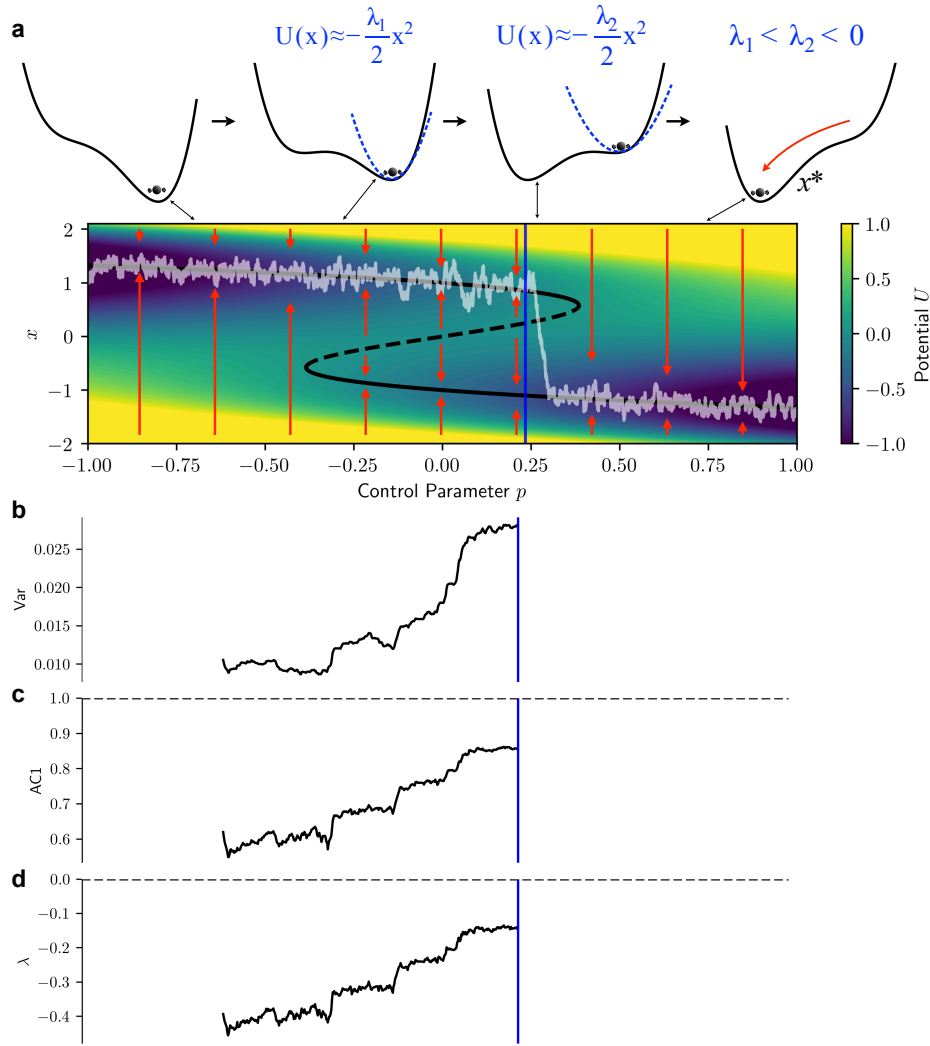 a
U(x)≈−λ₁/2 x²
U(x)≈−λ₂/2 x²
λ₁ < λ₂ < 0
x*
2
1
0
−1
−2
x
−1.00 −0.75 −0.50 −0.25 0.00 0.25 0.50 0.75 1.00
Control Parameter p
1.0
0.5
0.0
−0.5
−1.0
Potential U
b
0.025
0.020
0.015
0.010
Var
c
1.0
0.9
0.8
0.7
0.6
AC1
d
0.0
−0.1
−0.2
−0.3
−0.4
λ